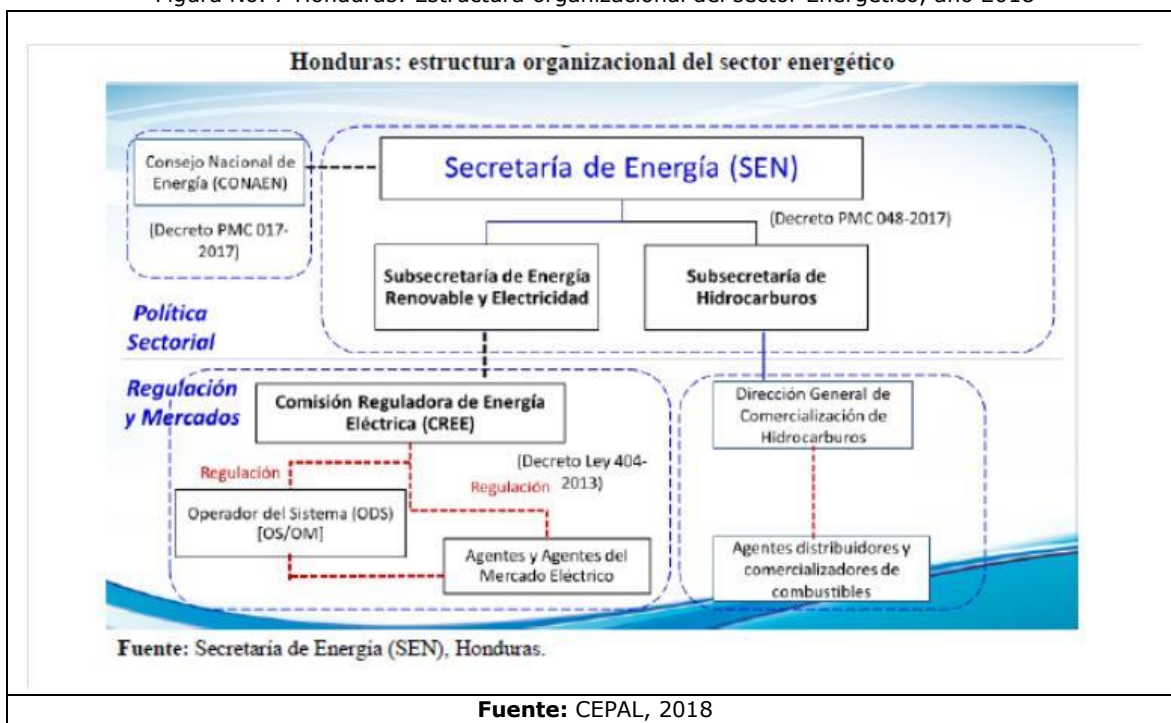 Honduras: estructura organizacional del sector energético
Consejo Nacional de
Energía (CONAEN)
(Decreto PMC 017-
2017)
Secretaría de Energía (SEN)
(Decreto PMC 048-2017)
Subsecretaría de Energía
Renovable y Electricidad
Subsecretaría de
Hidrocarburos
Política
Sectorial
Regulación
y Mercados
Comisión Reguladora de Energía
Eléctrica (CREE)
(Decreto Ley 404-
2013)
Regulación
Regulación
Operador del Sistema (ODS)
[OS/OM]
Agentes y Agentes del
Mercado Eléctrico
Dirección General de
Comercialización de
Hidrocarburos
Agentes distribuidores y
comercializadores de
combustibles
Fuente: Secretaría de Energía (SEN), Honduras.
Fuente: CEPAL, 2018